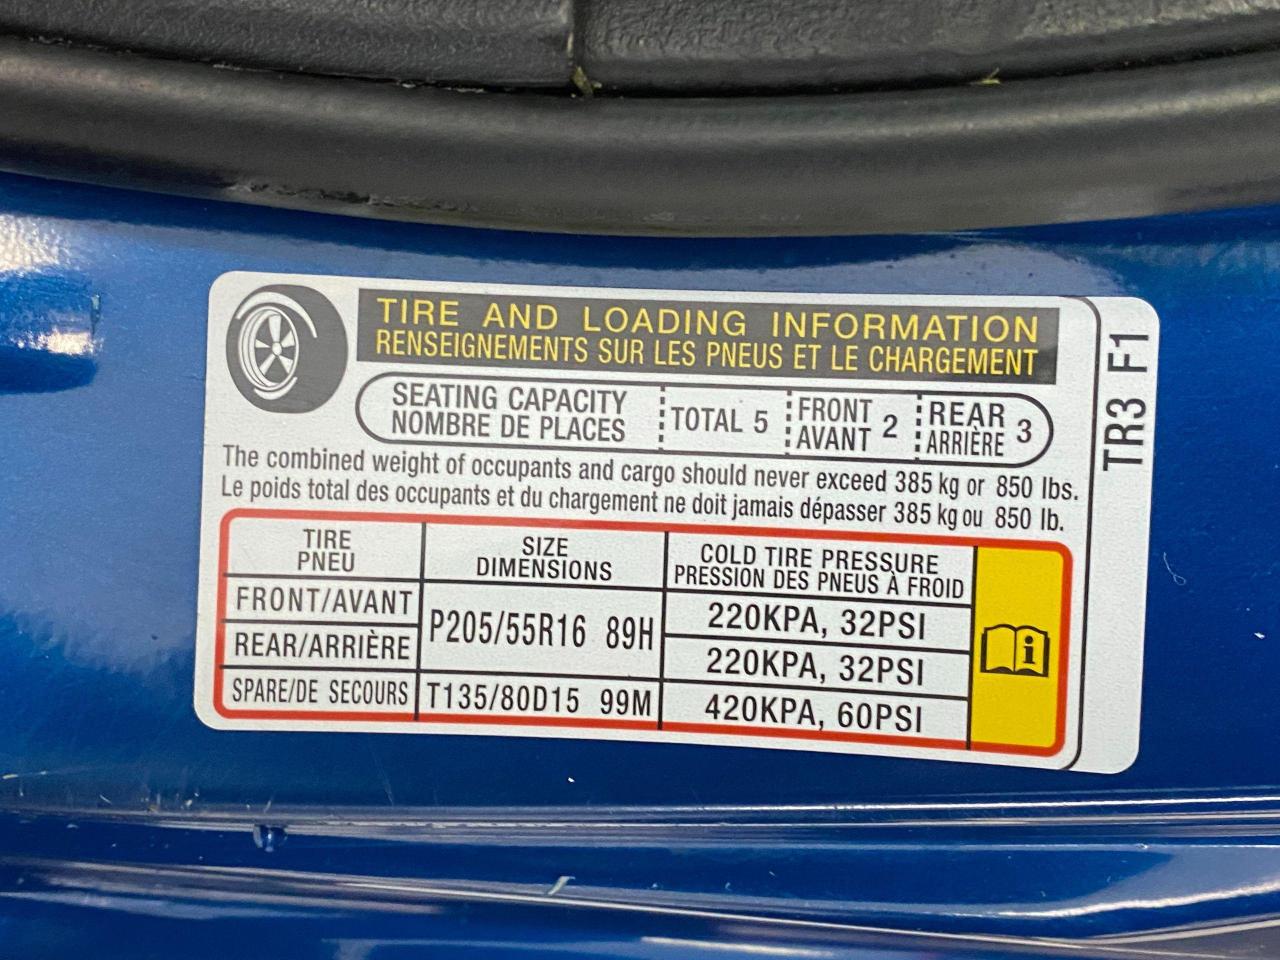 TIRE AND LOADING INFORMATION
RENSEIGNEMENTS SUR LES PNEUS ET LE CHARGEMENT
SEATING CAPACITY
NOMBRE DE PLACES
TOTAL 5
FRONT
AVANT 2
REAR
ARRIÈRE 3
The combined weight of occupants and cargo should never exceed 385 kg or 850 lbs.
Le poids total des occupants et du chargement ne doit jamais dépasser 385 kg ou 850 lb.
TIRE
PNEU
SIZE
DIMENSIONS
COLD TIRE PRESSURE
PRESSION DES PNEUS À FROID
FRONT/AVANT
P205/55R16 89H
220KPA, 32PSI
REAR/ARRIÈRE
220KPA, 32PSI
SPARE/DE SECOURS
T135/80D15 99M
420KPA, 60PSI
i
TR3 F1